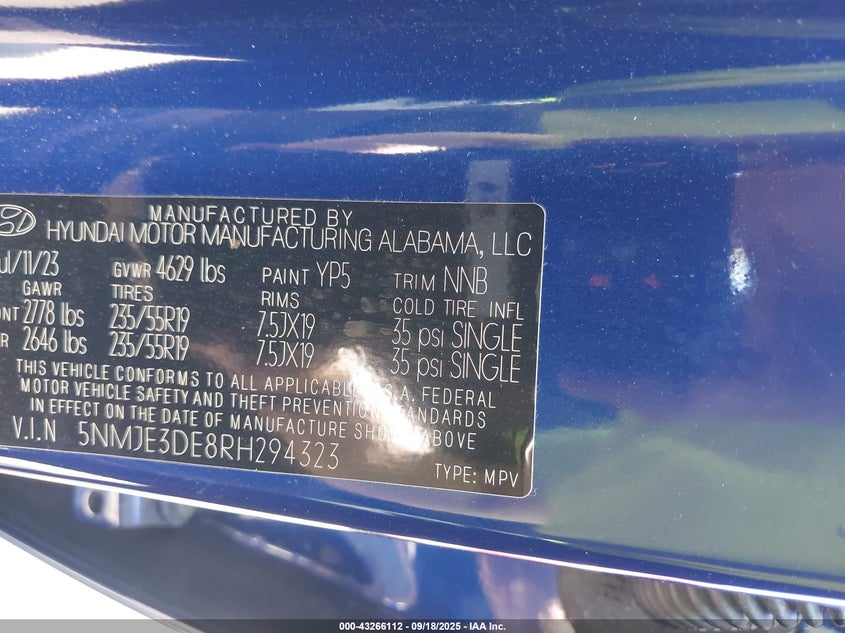 MANUFACTURED BY
HYUNDAI MOTOR MANUFACTURING ALABAMA, LLC
GVWR 4629 lbs PAINT YP5 TRIM NNB
GAWR TIRES RIMS COLD TIRE INFL
2778 lbs 235/55R19 7.5JX19 35 psi SINGLE
2646 lbs 235/55R19 7.5JX19 35 psi SINGLE
THIS VEHICLE CONFORMS TO ALL APPLICABLE U.S.A. FEDERAL
MOTOR VEHICLE SAFETY AND THEFT PREVENTION STANDARDS
IN EFFECT ON THE DATE OF MANUFACTURE SHOWN ABOVE
V.I.N 5NMJE3DE8RH294323
TYPE: MPV
000-43266112 - 09/18/2025 - IAA Inc.